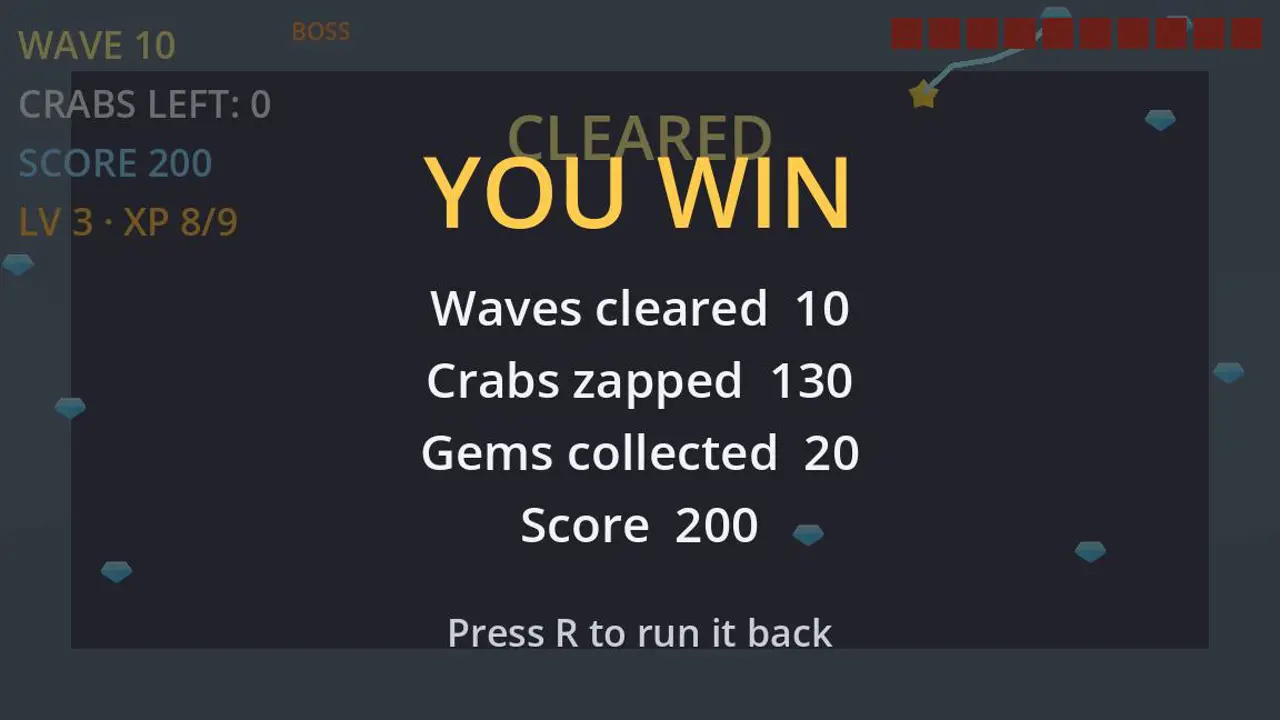 WAVE 10
BOSS
CRABS LEFT: 0
SCORE 200
LV 3 · XP 8/9
CLEARED
YOU WIN
Waves cleared 10
Crabs zapped 130
Gems collected 20
Score 200
Press R to run it back